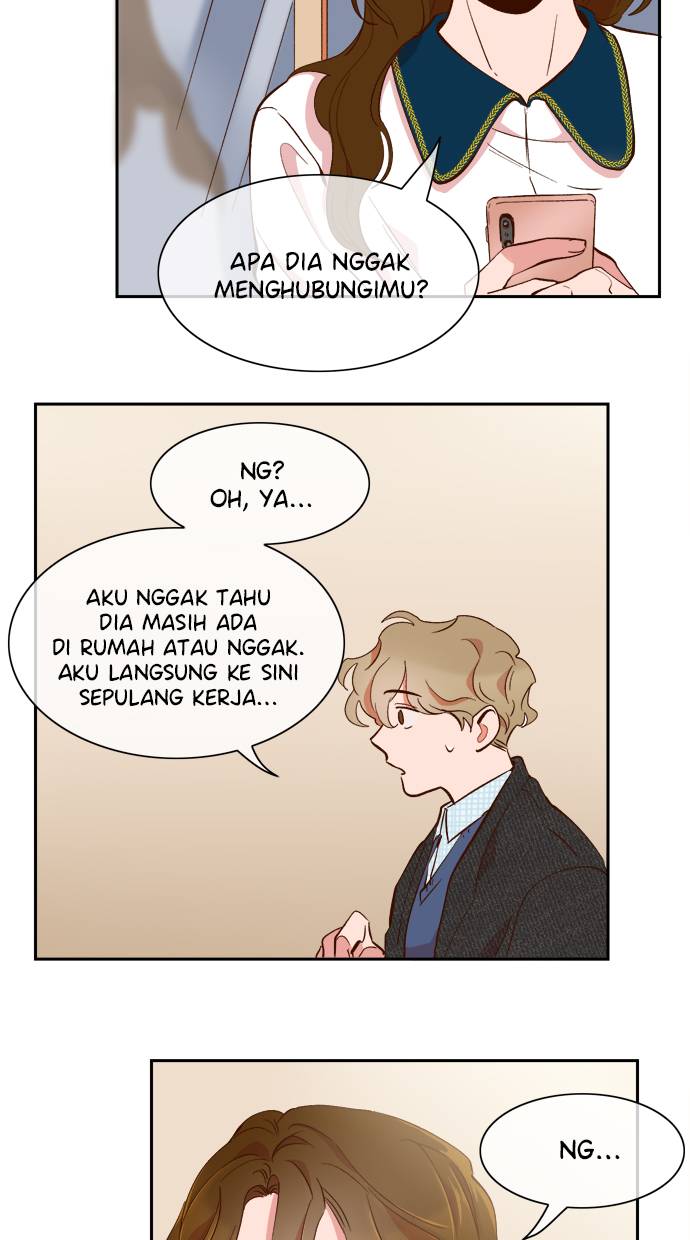 APA DIA NGGAK
MENGHUBUNGIMU?
NG?
OH, YA...
AKU NGGAK TAHU
DIA MASIH ADA
DI RUMAH ATAU NGGAK.
AKU LANGSUNG KE SINI
SEPULANG KERJA...
NG...